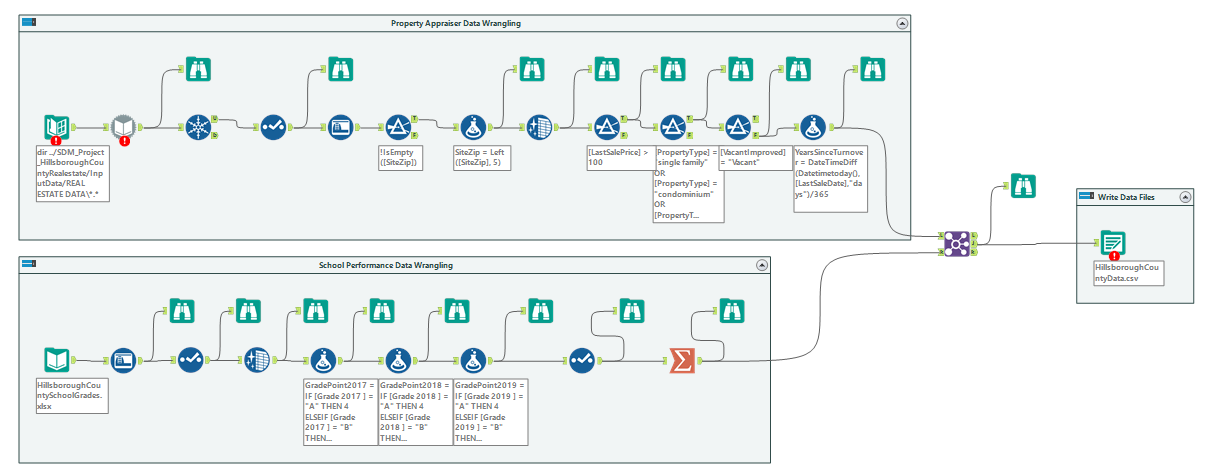 Property Appraiser Data Wrangling
dir ../SDM_Project
_HillsboroughCou
ntyRealestate/Inp
utData/REAL
ESTATE DATA\*.*
!IsEmpty
([SiteZip])
SiteZip = Left
([SiteZip], 5)
[LastSalePrice] >
100
PropertyType] =
"single family"
OR
[PropertyType] =
"condominium"
OR
[PropertyT...
[VacantImproved]
= "Vacant"
YearsSinceTurnove
r = DateTimeDiff
(Datetimetoday(),
[LastSaleDate],"da
ys")/365
Write Data Files
HillsboroughCou
ntyData.csv
School Performance Data Wrangling
HillsboroughCou
ntySchoolGrades.
xlsx
GradePoint2017 =
IF [Grade 2017 ] =
"A" THEN 4
ELSEIF [Grade
2017 ] = "B"
THEN...
GradePoint2018 =
IF [Grade 2018 ] =
"A" THEN 4
ELSEIF [Grade
2018 ] = "B"
THEN...
GradePoint2019 =
IF [Grade 2019 ] =
"A" THEN 4
ELSEIF [Grade
2019 ] = "B"
THEN...